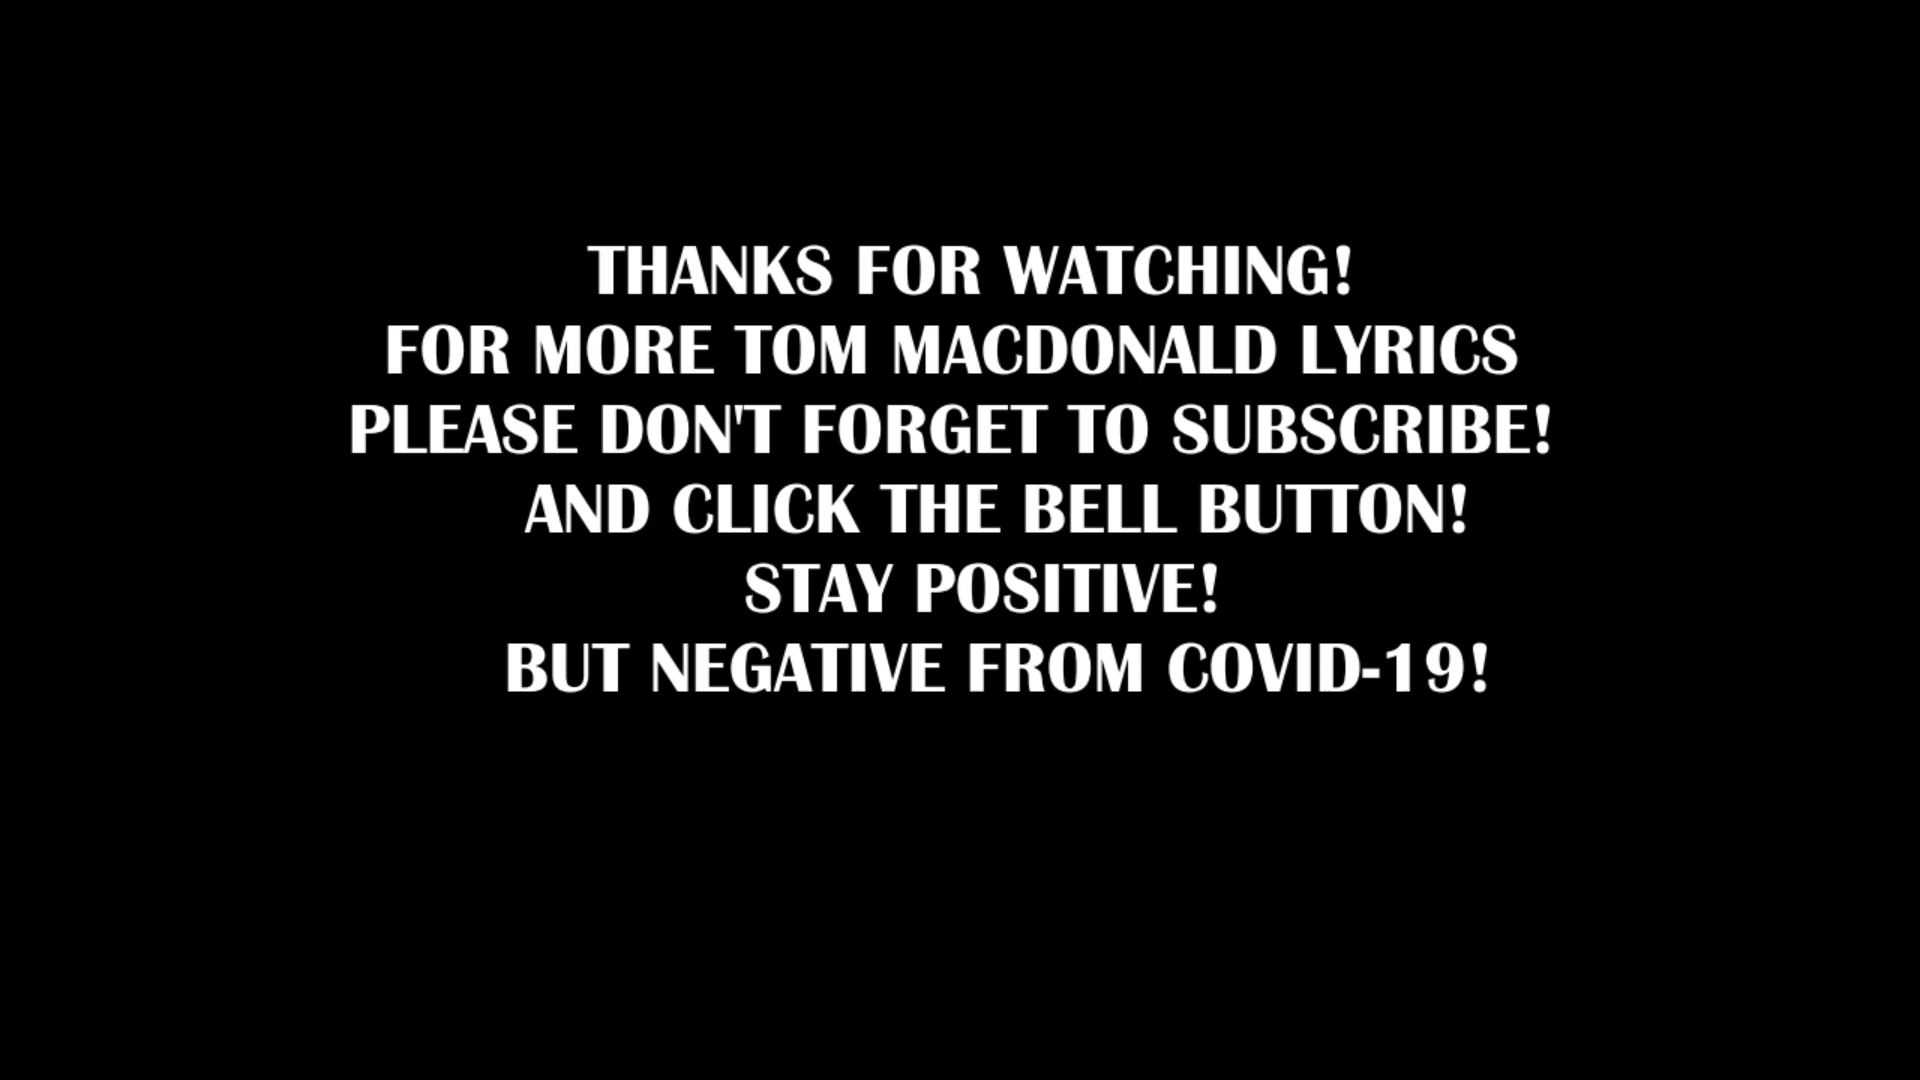 THANKS FOR WATCHING!
FOR MORE TOM MACDONALD LYRICS
PLEASE DON'T FORGET TO SUBSCRIBE!
AND CLICK THE BELL BUTTON!
STAY POSITIVE!
BUT NEGATIVE FROM COVID-19!